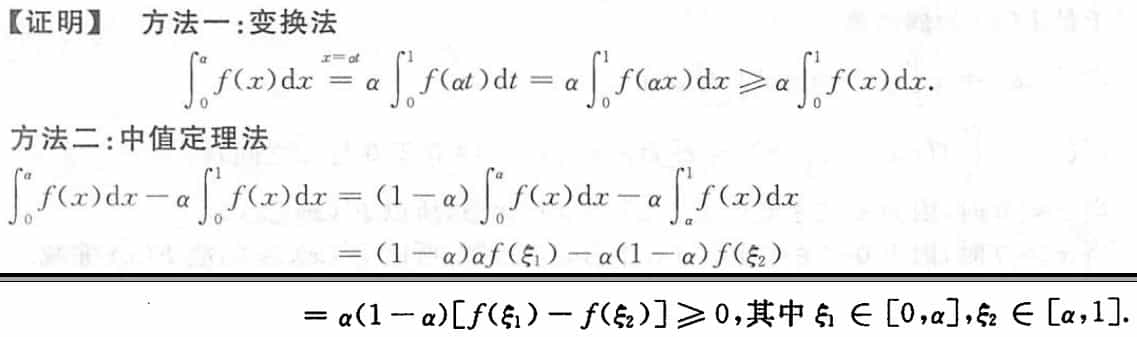 【证明】 方法一:变换法
∫₀^α f(x)dx =^{x=αt} α∫₀¹ f(αt)dt = α∫₀¹ f(αx)dx ⩾ α∫₀¹ f(x)dx.
方法二:中值定理法
∫₀^α f(x)dx − α∫₀¹ f(x)dx = (1−α)∫₀^α f(x)dx − α∫_α¹ f(x)dx
= (1−α)αf(ξ₁) − α(1−α)f(ξ₂)
= α(1−α)[f(ξ₁) − f(ξ₂)] ⩾ 0,其中 ξ₁ ∈ [0,α],ξ₂ ∈ [α,1].